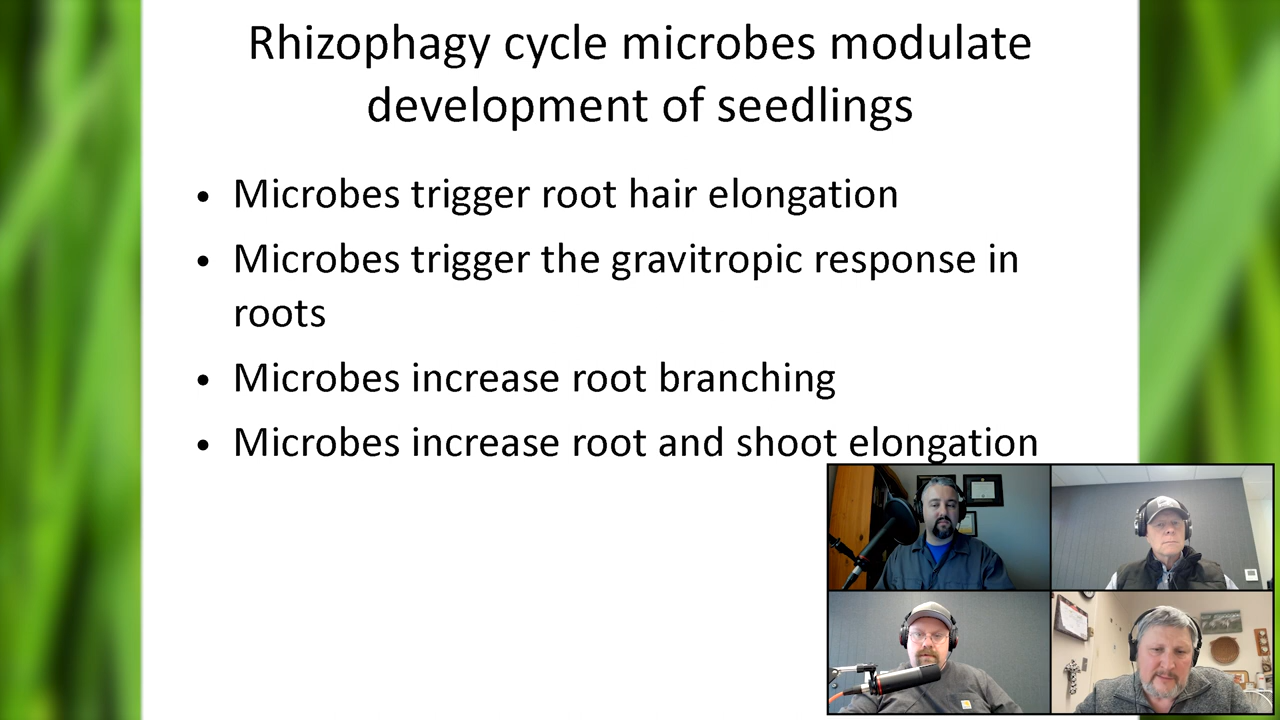 Rhizophagy cycle microbes modulate
development of seedlings
• Microbes trigger root hair elongation
• Microbes trigger the gravitropic response in
roots
• Microbes increase root branching
• Microbes increase root and shoot elongation